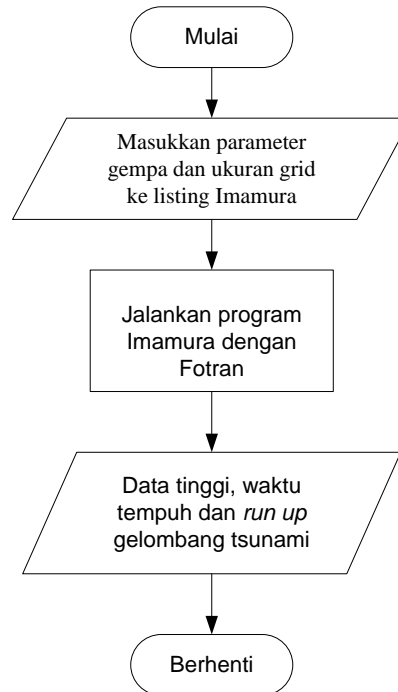 Mulai
Masukkan parameter
gempa dan ukuran grid
ke listing Imamura
Jalankan program
Imamura dengan
Fotran
Data tinggi, waktu
tempuh dan run up
gelombang tsunami
Berhenti